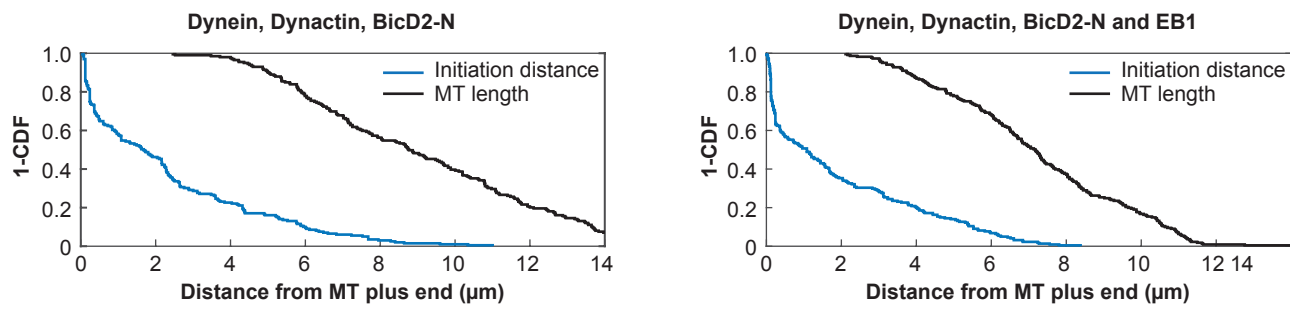 Dynein, Dynactin, BicD2-N
1.0
0.8
0.6
0.4
0.2
0
1-CDF
Initiation distance
MT length
0 2 4 6 8 10 12 14
Distance from MT plus end (µm)
Dynein, Dynactin, BicD2-N and EB1
1.0
0.8
0.6
0.4
0.2
0
1-CDF
Initiation distance
MT length
0 2 4 6 8 10 12 14
Distance from MT plus end (µm)